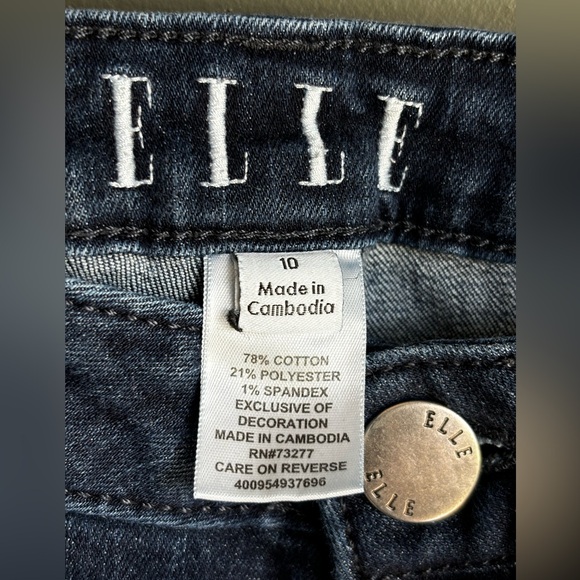 ELLE
10
Made in
Cambodia
78% COTTON
21% POLYESTER
1% SPANDEX
EXCLUSIVE OF
DECORATION
MADE IN CAMBODIA
RN#73277
CARE ON REVERSE
400954937696
ELLE
ELLE